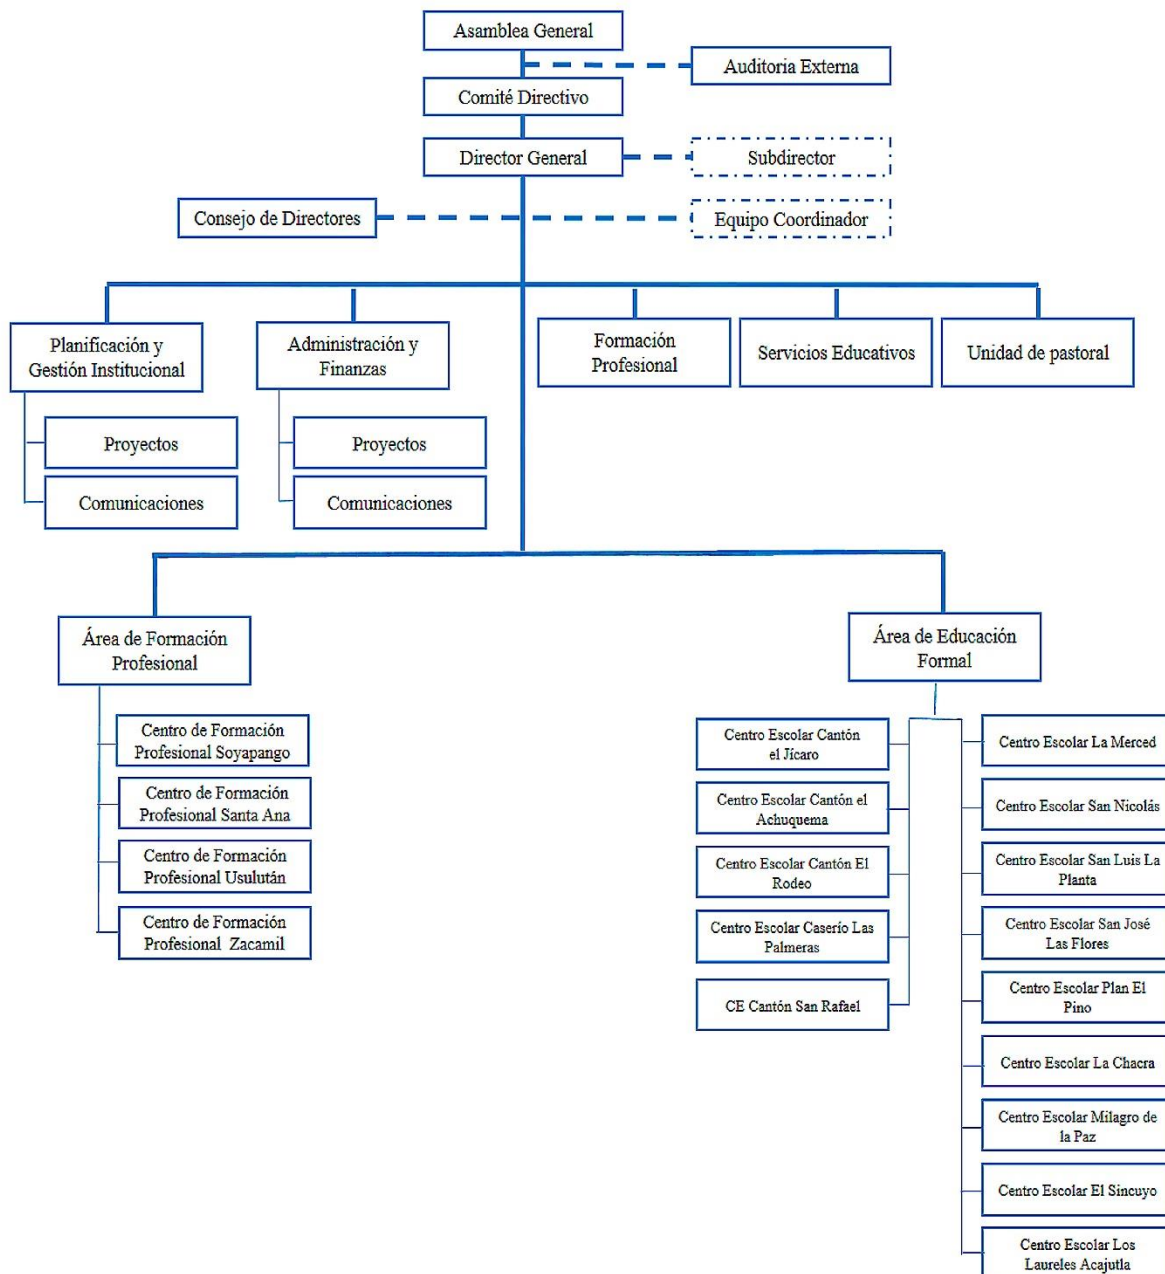 Asamblea General
Auditoria Externa
Comité Directivo
Director General
Subdirector
Consejo de Directores
Equipo Coordinador
Planificación y
Gestión Institucional
Administración y
Finanzas
Formación
Profesional
Servicios Educativos
Unidad de pastoral
Proyectos
Comunicaciones
Proyectos
Comunicaciones
Área de Formación
Profesional
Área de Educación
Formal
Centro de Formación
Profesional Soyapango
Centro de Formación
Profesional Santa Ana
Centro de Formación
Profesional Usulután
Centro de Formación
Profesional Zacamil
Centro Escolar Cantón
el Jícaro
Centro Escolar Cantón el
Achuquema
Centro Escolar Cantón El
Rodeo
Centro Escolar Caserío Las
Palmeras
CE Cantón San Rafael
Centro Escolar La Merced
Centro Escolar San Nicolás
Centro Escolar San Luis La
Planta
Centro Escolar San José
Las Flores
Centro Escolar Plan El
Pino
Centro Escolar La Chacra
Centro Escolar Milagro de
la Paz
Centro Escolar El Sincuyo
Centro Escolar Los
Laureles Acajutla